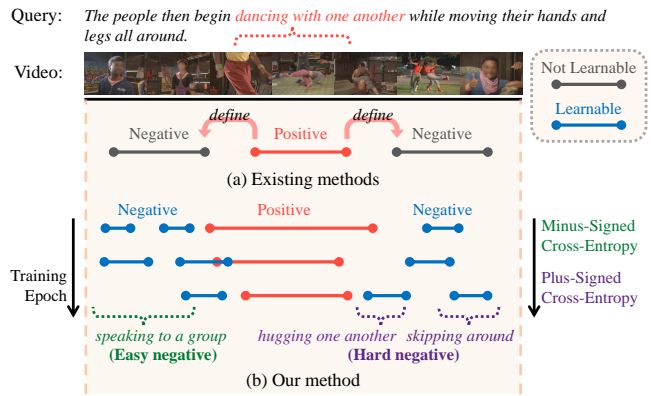 Query:
The people then begin dancing with one another while moving their hands and
legs all around.
Video:
Not Learnable
Learnable
define
define
Negative
Positive
Negative
(a) Existing methods
Negative
Positive
Negative
Minus-Signed
Cross-Entropy
Training
Epoch
Plus-Signed
Cross-Entropy
speaking to a group
hugging one another
skipping around
(Easy negative)
(Hard negative)
(b) Our method